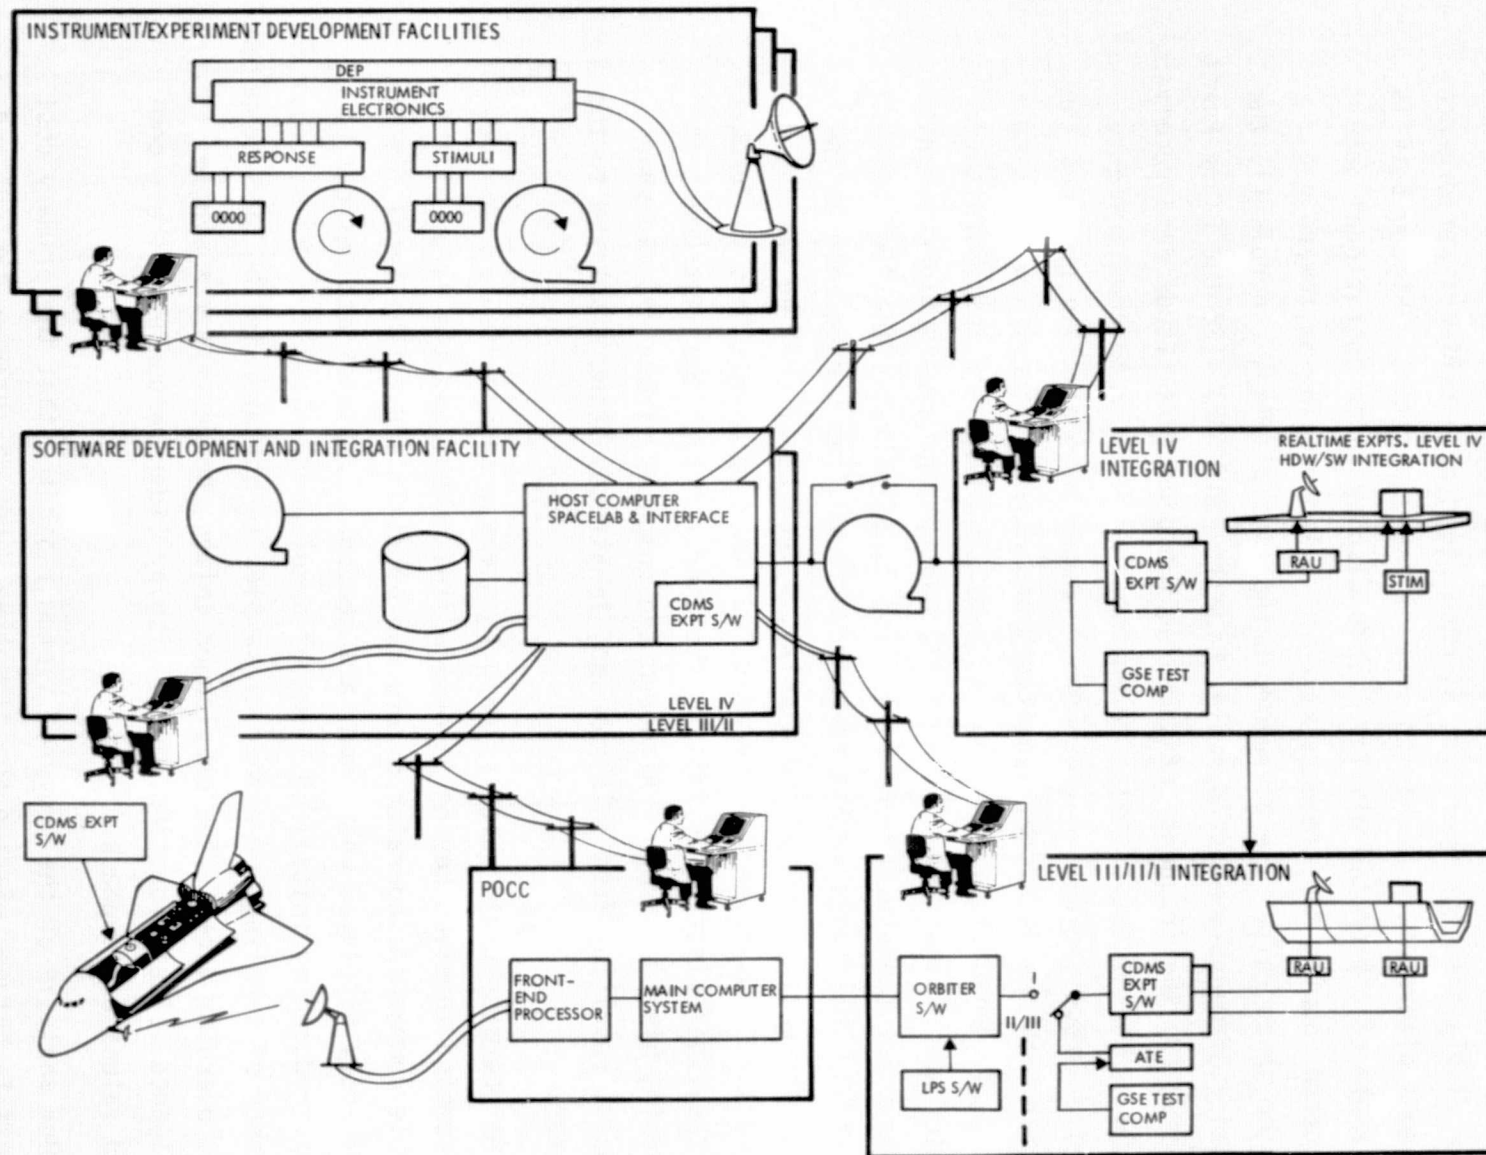 INSTRUMENT/EXPERIMENT DEVELOPMENT FACILITIES
DEP
INSTRUMENT
ELECTRONICS
RESPONSE
STIMULI
0000
0000
SOFTWARE DEVELOPMENT AND INTEGRATION FACILITY
HOST COMPUTER
SPACELAB & INTERFACE
CDMS
EXPT S/W
LEVEL IV
LEVEL III/II
LEVEL IV
INTEGRATION
REALTIME EXPTS. LEVEL IV
HDW/SW INTEGRATION
CDMS
EXPT S/W
RAU
STIM
GSE TEST
COMP
CDMS EXPT
S/W
POCC
FRONT-
END
PROCESSOR
MAIN COMPUTER
SYSTEM
LEVEL III/II/I INTEGRATION
ORBITER
S/W
I
II/III
LPS S/W
CDMS
EXPT
S/W
RAU
RAU
ATE
GSE TEST
COMP